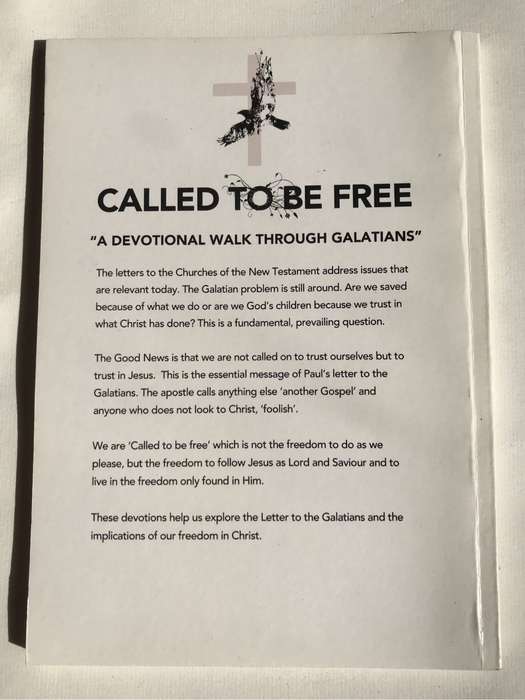 CALLED TO BE FREE
"A DEVOTIONAL WALK THROUGH GALATIANS"
The letters to the Churches of the New Testament address issues that
are relevant today. The Galatian problem is still around. Are we saved
because of what we do or are we God's children because we trust in
what Christ has done? This is a fundamental, prevailing question.
The Good News is that we are not called on to trust ourselves but to
trust in Jesus. This is the essential message of Paul's letter to the
Galatians. The apostle calls anything else 'another Gospel' and
anyone who does not look to Christ, 'foolish'.
We are 'Called to be free' which is not the freedom to do as we
please, but the freedom to follow Jesus as Lord and Saviour and to
live in the freedom only found in Him.
These devotions help us explore the Letter to the Galatians and the
implications of our freedom in Christ.